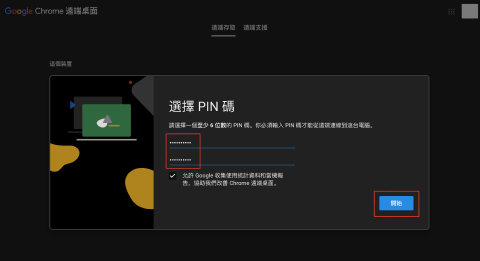 Google Chrome 遠端桌面
遠端存取 遠端支援
這個裝置
選擇 PIN 碼
請選擇一個至少 6 位數的 PIN 碼。你必須輸入 PIN 碼才能從遠端連線到這台電腦。
••••••••••
••••••••••
允許 Google 收集使用統計資料和當機報
告，協助我們改善 Chrome 遠端桌面。
開始